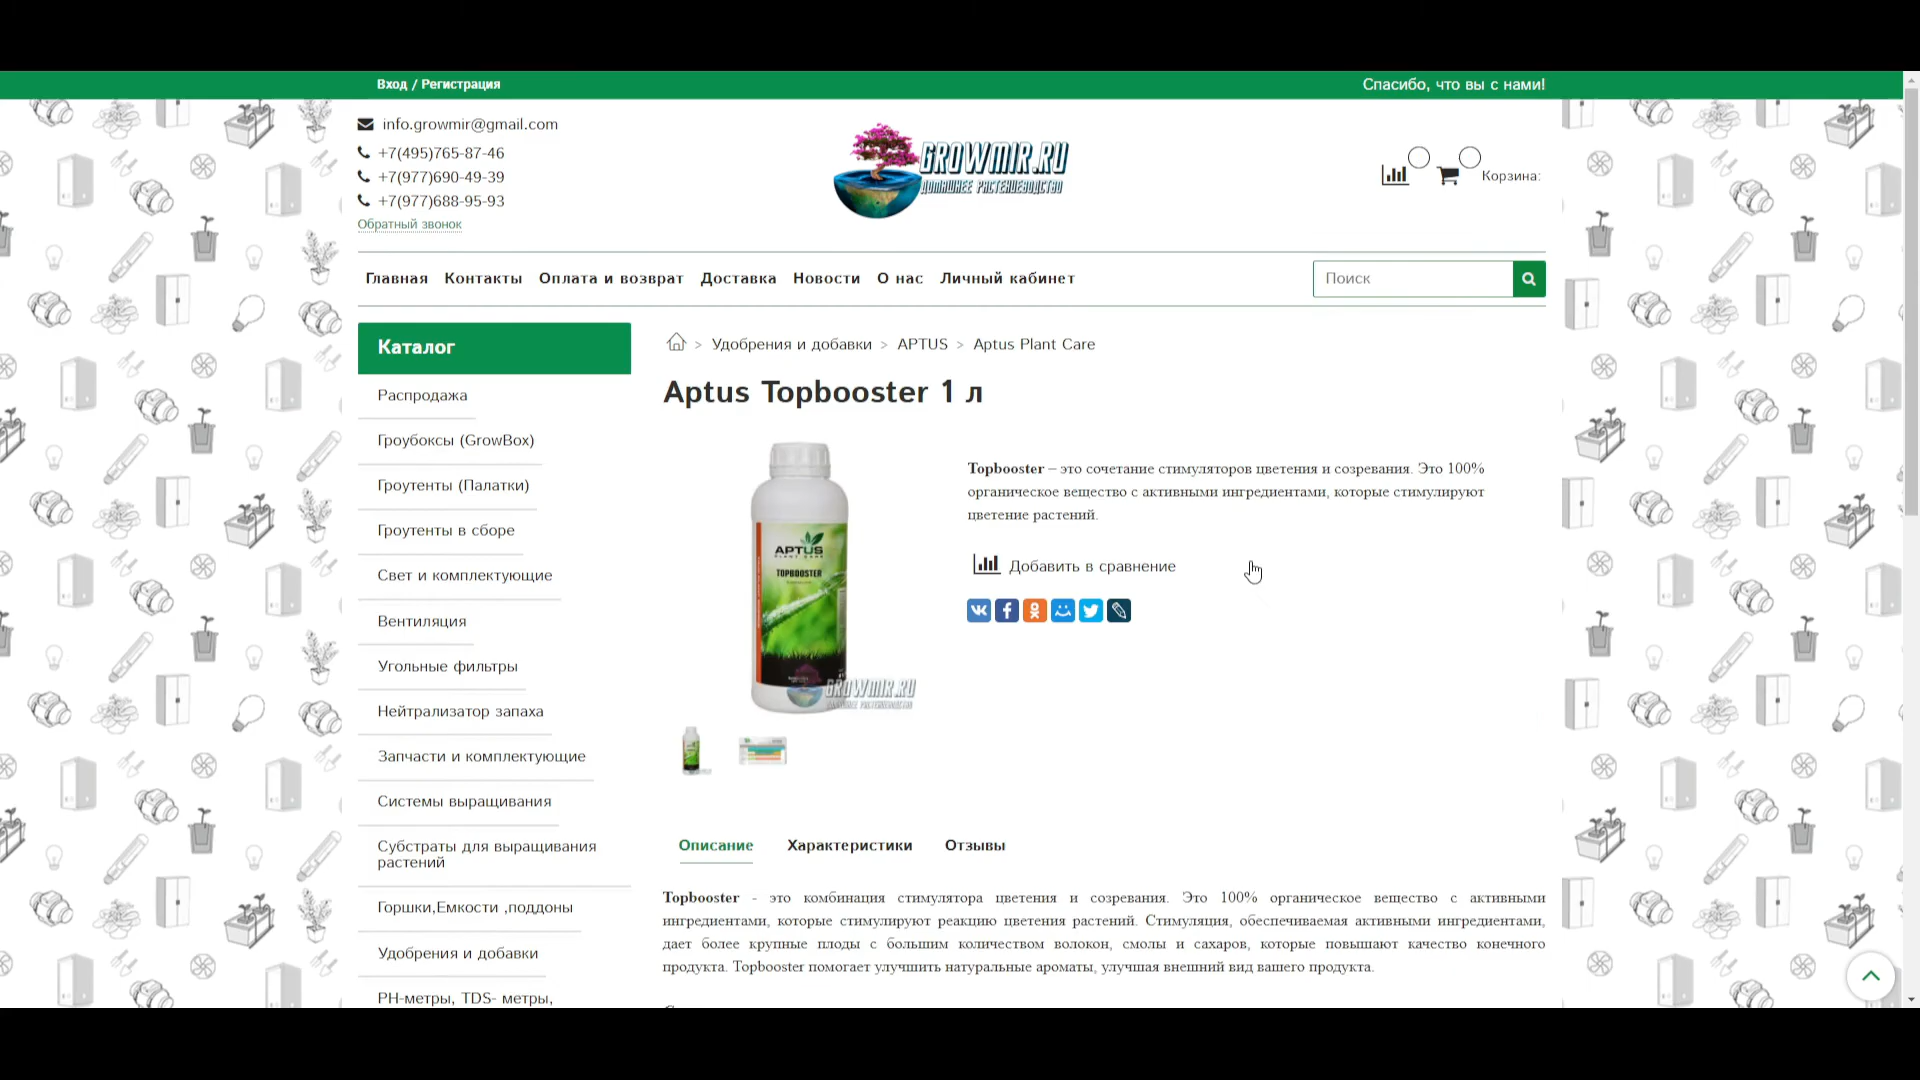 Вход / Регистрация
Спасибо, что вы с нами!
info.growmir@gmail.com
+7(495)765-87-46
+7(977)690-49-39
+7(977)688-95-93
Обратный звонок
GROWMIR.RU
ДОМАШНЕЕ РАСТЕНИЕВОДСТВО
Корзина:
Главная Контакты Оплата и возврат Доставка Новости О нас Личный кабинет
Поиск
Каталог
Распродажа
Гроубоксы (GrowBox)
Гроутенты (Палатки)
Гроутенты в сборе
Свет и комплектующие
Вентиляция
Угольные фильтры
Нейтрализатор запаха
Запчасти и комплектующие
Системы выращивания
Субстраты для выращивания
растений
Горшки,Емкости ,поддоны
Удобрения и добавки
PH-метры, TDS- метры,
> Удобрения и добавки > APTUS > Aptus Plant Care
Aptus Topbooster 1 л
APTUS
PLANT CARE
TOPBOOSTER
GROWMIR.RU
ДОМАШНЕЕ РАСТЕНИЕВОДСТВО
Topbooster – это сочетание стимуляторов цветения и созревания. Это 100%
органическое вещество с активными ингредиентами, которые стимулируют
цветение растений.
Добавить в сравнение
Описание Характеристики Отзывы
Topbooster - это комбинация стимулятора цветения и созревания. Это 100% органическое вещество с активными
ингредиентами, которые стимулируют реакцию цветения растений. Стимуляция, обеспечиваемая активными ингредиентами,
дает более крупные плоды с большим количеством волокон, смолы и сахаров, которые повышают качество конечного
продукта. Topbooster помогает улучшить натуральные ароматы, улучшая внешний вид вашего продукта.